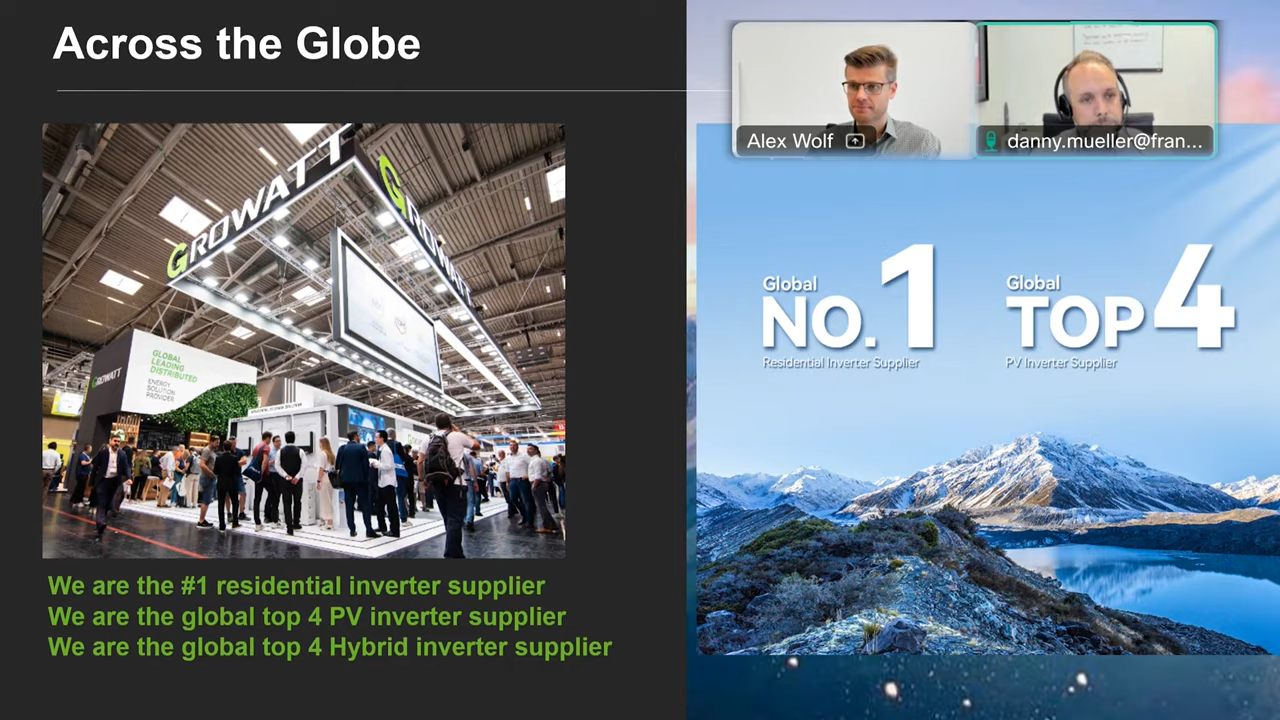 Across the Globe
Alex Wolf
danny.mueller@fran...
GROWATT
GROWATT
GLOBAL
LEADING
DISTRIBUTED
ENERGY
SOLUTION
PROVIDER
GROWATT
Global
NO.1
Residential Inverter Supplier
Global
TOP 4
PV Inverter Supplier
We are the #1 residential inverter supplier
We are the global top 4 PV inverter supplier
We are the global top 4 Hybrid inverter supplier